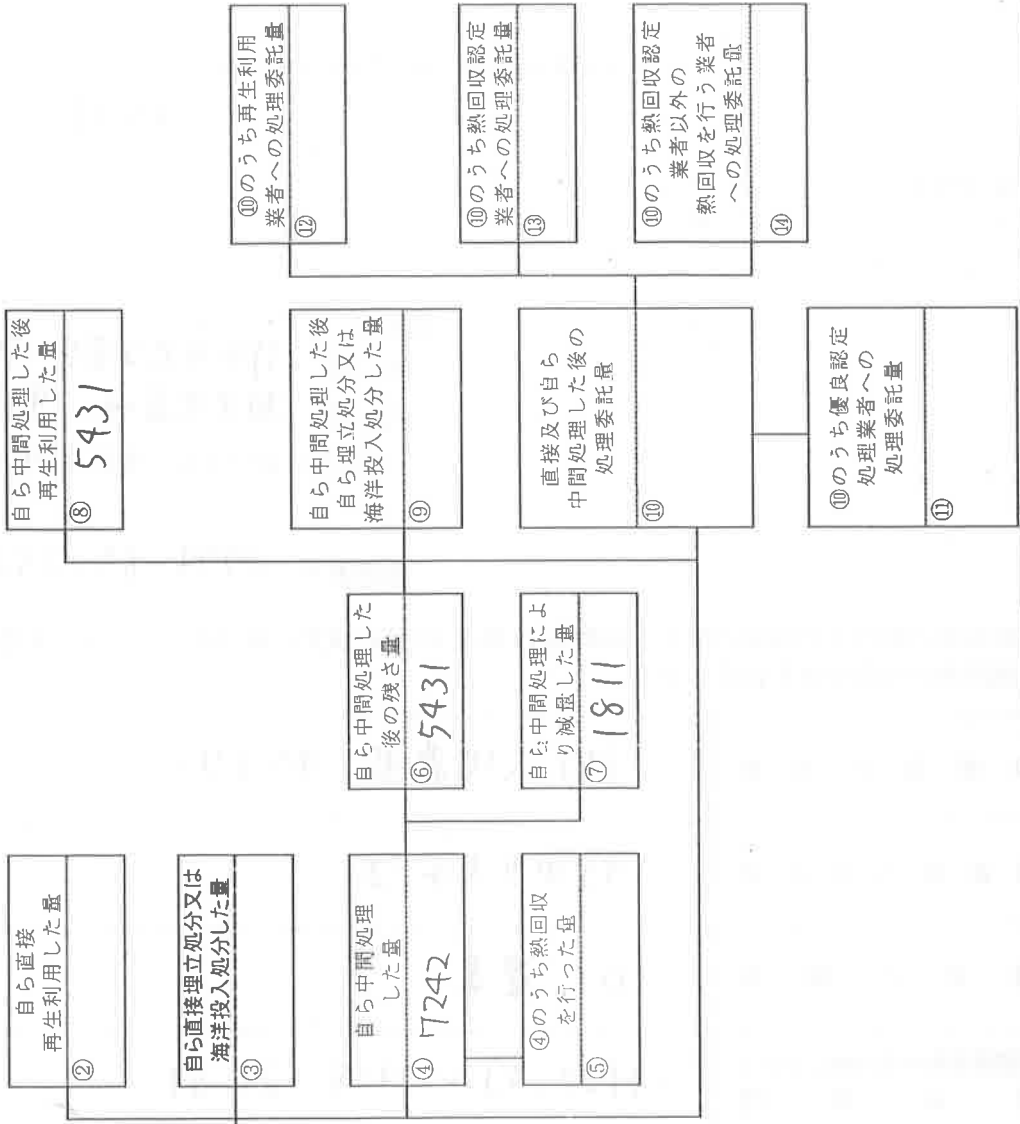 自ら直接
再生利用した量
②
自ら直接埋立処分又は
海洋投入処分した量
③
自ら中間処理
した量
④ 7242
④のうち熱回収
を行った量
⑤
自ら中間処理した
後の残さ量
⑥ 5431
自ら中間処理によ
り減量した量
⑦ 1811
自ら中間処理した後
再生利用した量
⑧ 5431
自ら中間処理した後
自ら埋立処分又は
海洋投入処分した量
⑨
直接及び自ら
中間処理した後の
処理委託量
⑩
⑩のうち優良認定
処理業者への
処理委託量
⑪
⑩のうち再生利用
業者への処理委託量
⑫
⑩のうち熱回収認定
業者への処理委託量
⑬
⑩のうち熱回収認定
業者以外の
熱回収を行う業者
への処理委託量
⑭